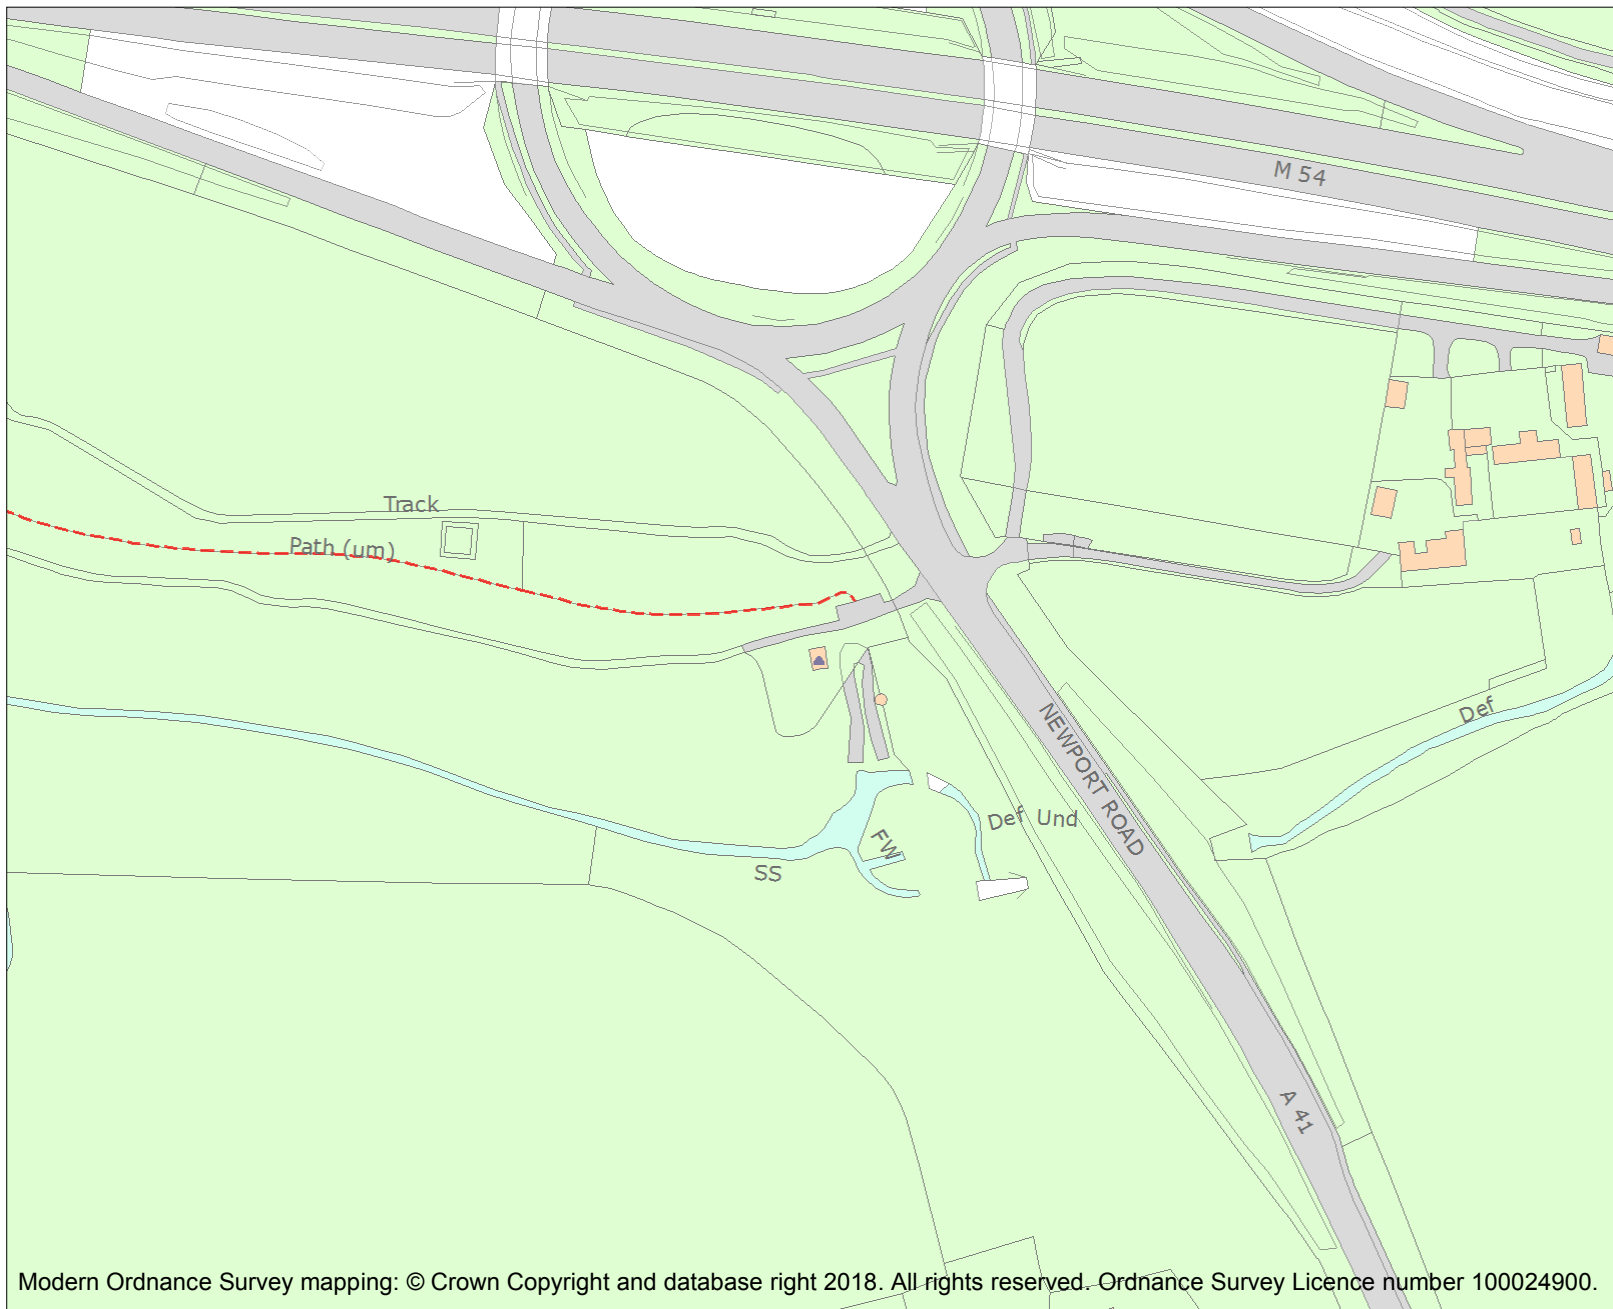 M 54
Track
Path (um)
Def
NEWPORT ROAD
Def Und
FW
SS
A 41
Modern Ordnance Survey mapping: © Crown Copyright and database right 2018. All rights reserved. Ordnance Survey Licence number 100024900.